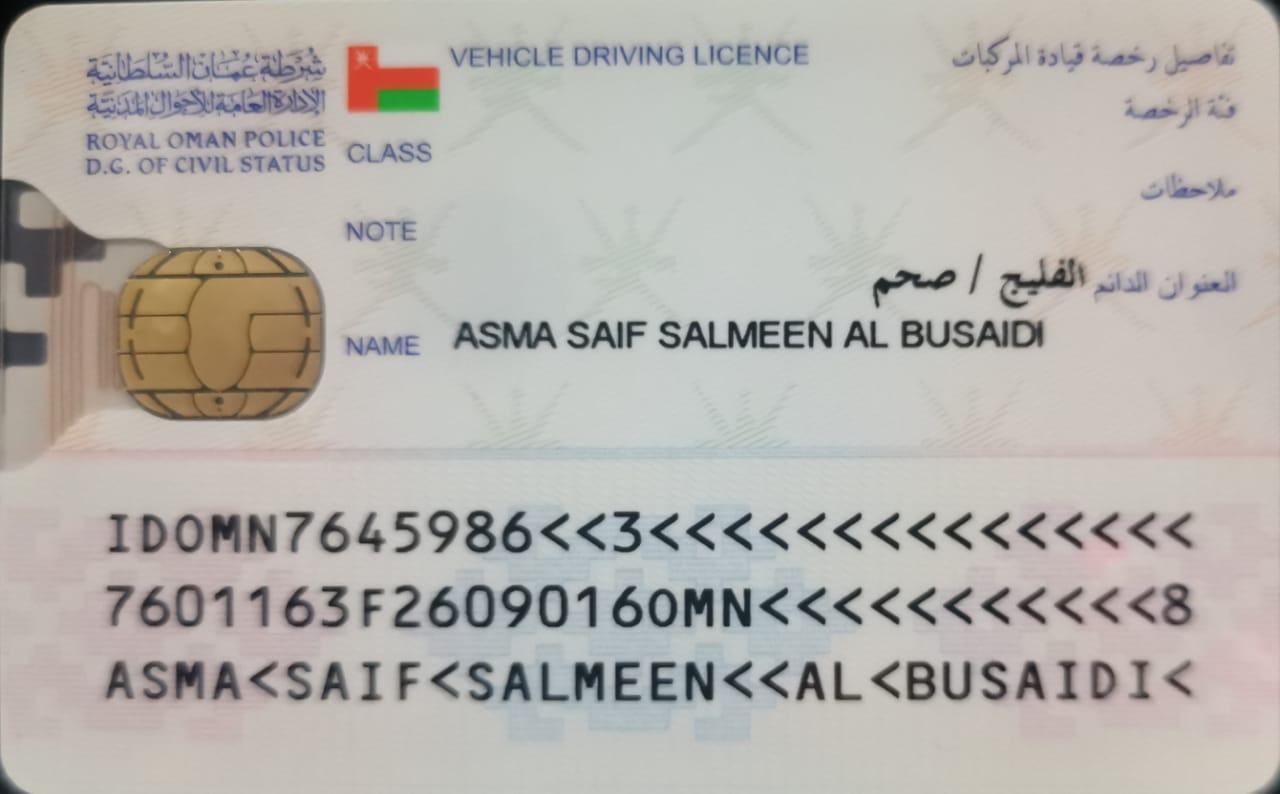 شرطة عمان السلطانية
الإدارة العامة للأحوال المدنية
ROYAL OMAN POLICE
D.G. OF CIVIL STATUS
VEHICLE DRIVING LICENCE
تفاصيل رخصة قيادة المركبات
CLASS
فئة الرخصة
NOTE
ملاحظات
العنوان الدائم الفليج / صحم
NAME ASMA SAIF SALMEEN AL BUSAIDI
IDOMN7645986<<3<<<<<<<<<<<<<<<
7601163F2609016OMN<<<<<<<<<<<8
ASMA<SAIF<SALMEEN<<AL<BUSAIDI<